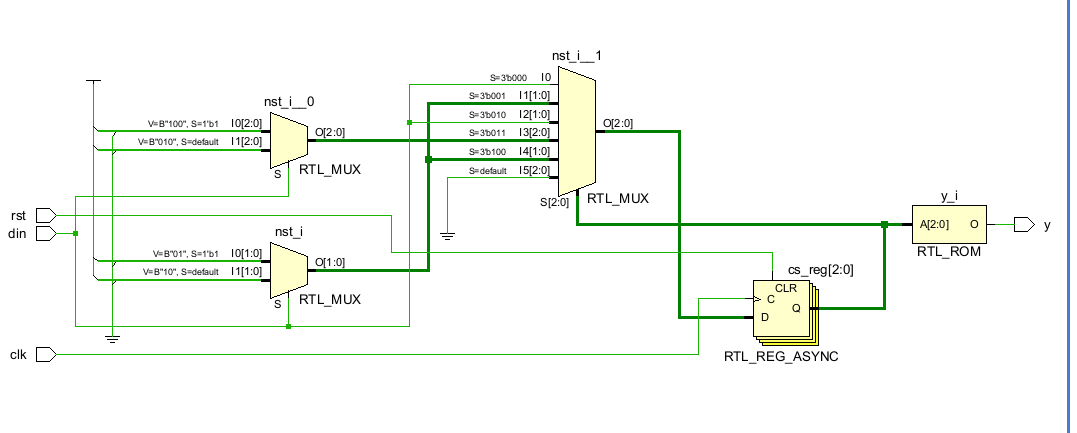 nst_i__1
S=3'b000 I0
S=3'b001 I1[1:0]
S=3'b010 I2[1:0]
S=3'b011 I3[2:0]
S=3'b100 I4[1:0]
S=default I5[2:0]
O[2:0]
S[2:0]
RTL_MUX
nst_i__0
V=B"100", S=1'b1 I0[2:0]
V=B"010", S=default I1[2:0]
O[2:0]
S
RTL_MUX
rst
din
nst_i
V=B"01", S=1'b1 I0[1:0]
V=B"10", S=default I1[1:0]
O[1:0]
S
RTL_MUX
clk
y_i
A[2:0] O
RTL_ROM
y
cs_reg[2:0]
CLR
C
Q
D
RTL_REG_ASYNC